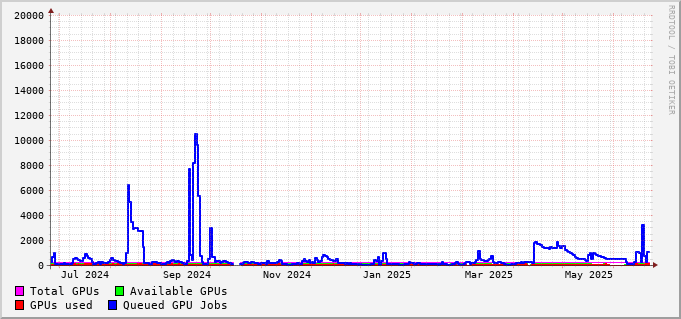 20000
18000
16000
14000
12000
10000
8000
6000
4000
2000
0
Jul 2024 Sep 2024 Nov 2024 Jan 2025 Mar 2025 May 2025
Total GPUs Available GPUs
GPUs used Queued GPU Jobs
RRDTOOL / TOBI OETIKER